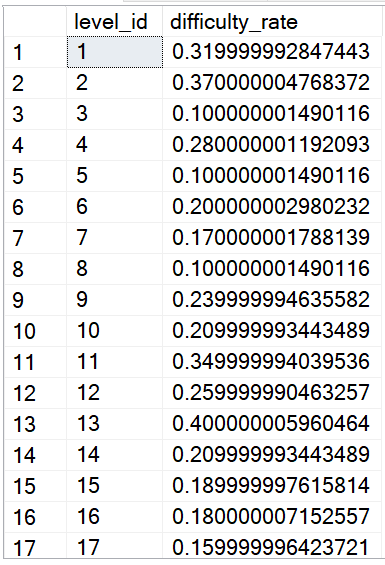 level_id difficulty_rate
1 1 0.319999992847443
2 2 0.370000004768372
3 3 0.100000001490116
4 4 0.280000001192093
5 5 0.100000001490116
6 6 0.200000002980232
7 7 0.170000001788139
8 8 0.100000001490116
9 9 0.239999994635582
10 10 0.209999993443489
11 11 0.349999994039536
12 12 0.259999990463257
13 13 0.400000005960464
14 14 0.209999993443489
15 15 0.189999997615814
16 16 0.180000007152557
17 17 0.159999996423721